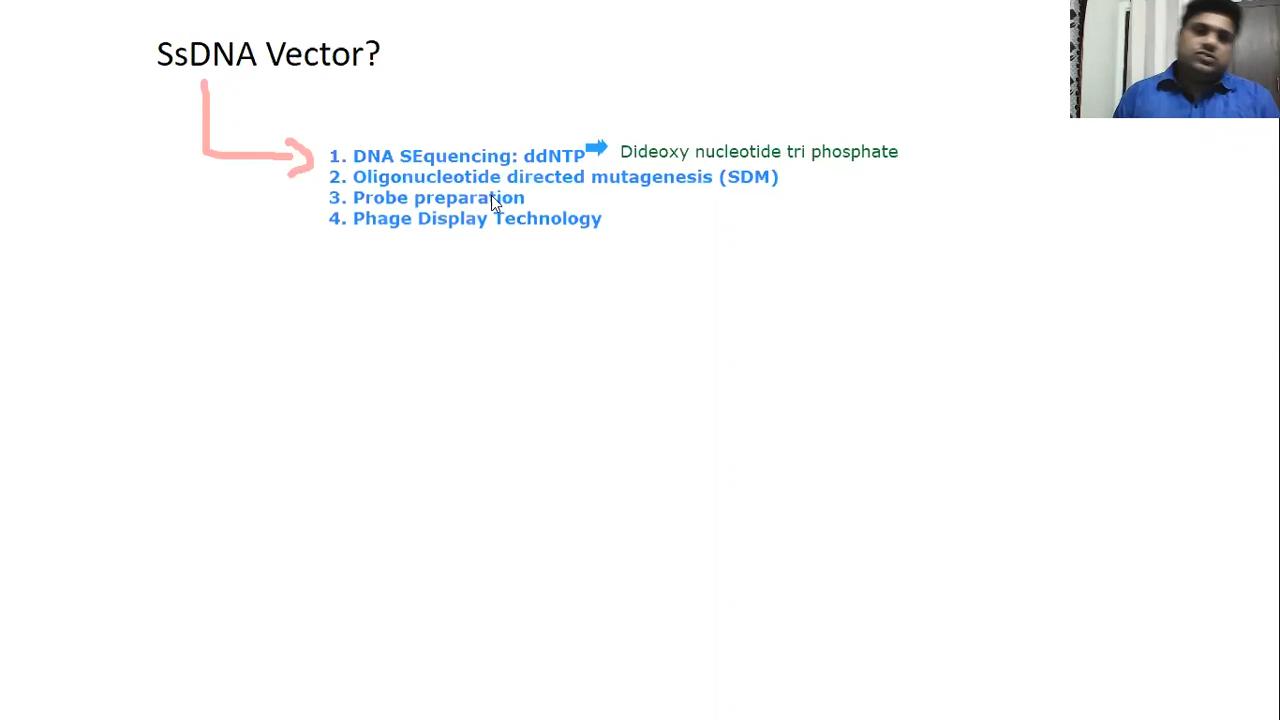 SsDNA Vector?
1. DNA SEquencing: ddNTP Dideoxy nucleotide tri phosphate
2. Oligonucleotide directed mutagenesis (SDM)
3. Probe preparation
4. Phage Display Technology